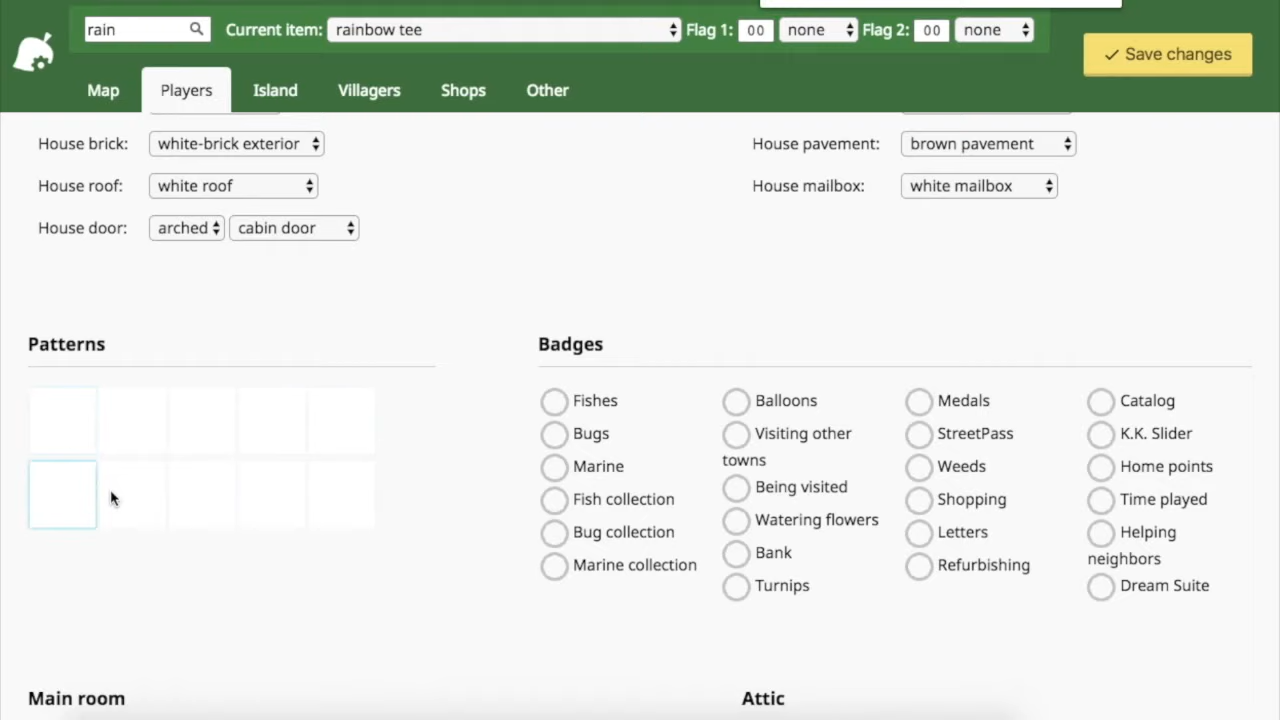 rain Current item: rainbow tee Flag 1: 00 none Flag 2: 00 none
✓ Save changes
Map Players Island Villagers Shops Other
House brick: white-brick exterior House pavement: brown pavement
House roof: white roof House mailbox: white mailbox
House door: arched cabin door
Patterns Badges
Fishes Balloons Medals Catalog
Bugs Visiting other towns StreetPass K.K. Slider
Marine Being visited Weeds Home points
Fish collection Watering flowers Shopping Time played
Bug collection Bank Letters Helping neighbors
Marine collection Turnips Refurbishing Dream Suite
Main room Attic